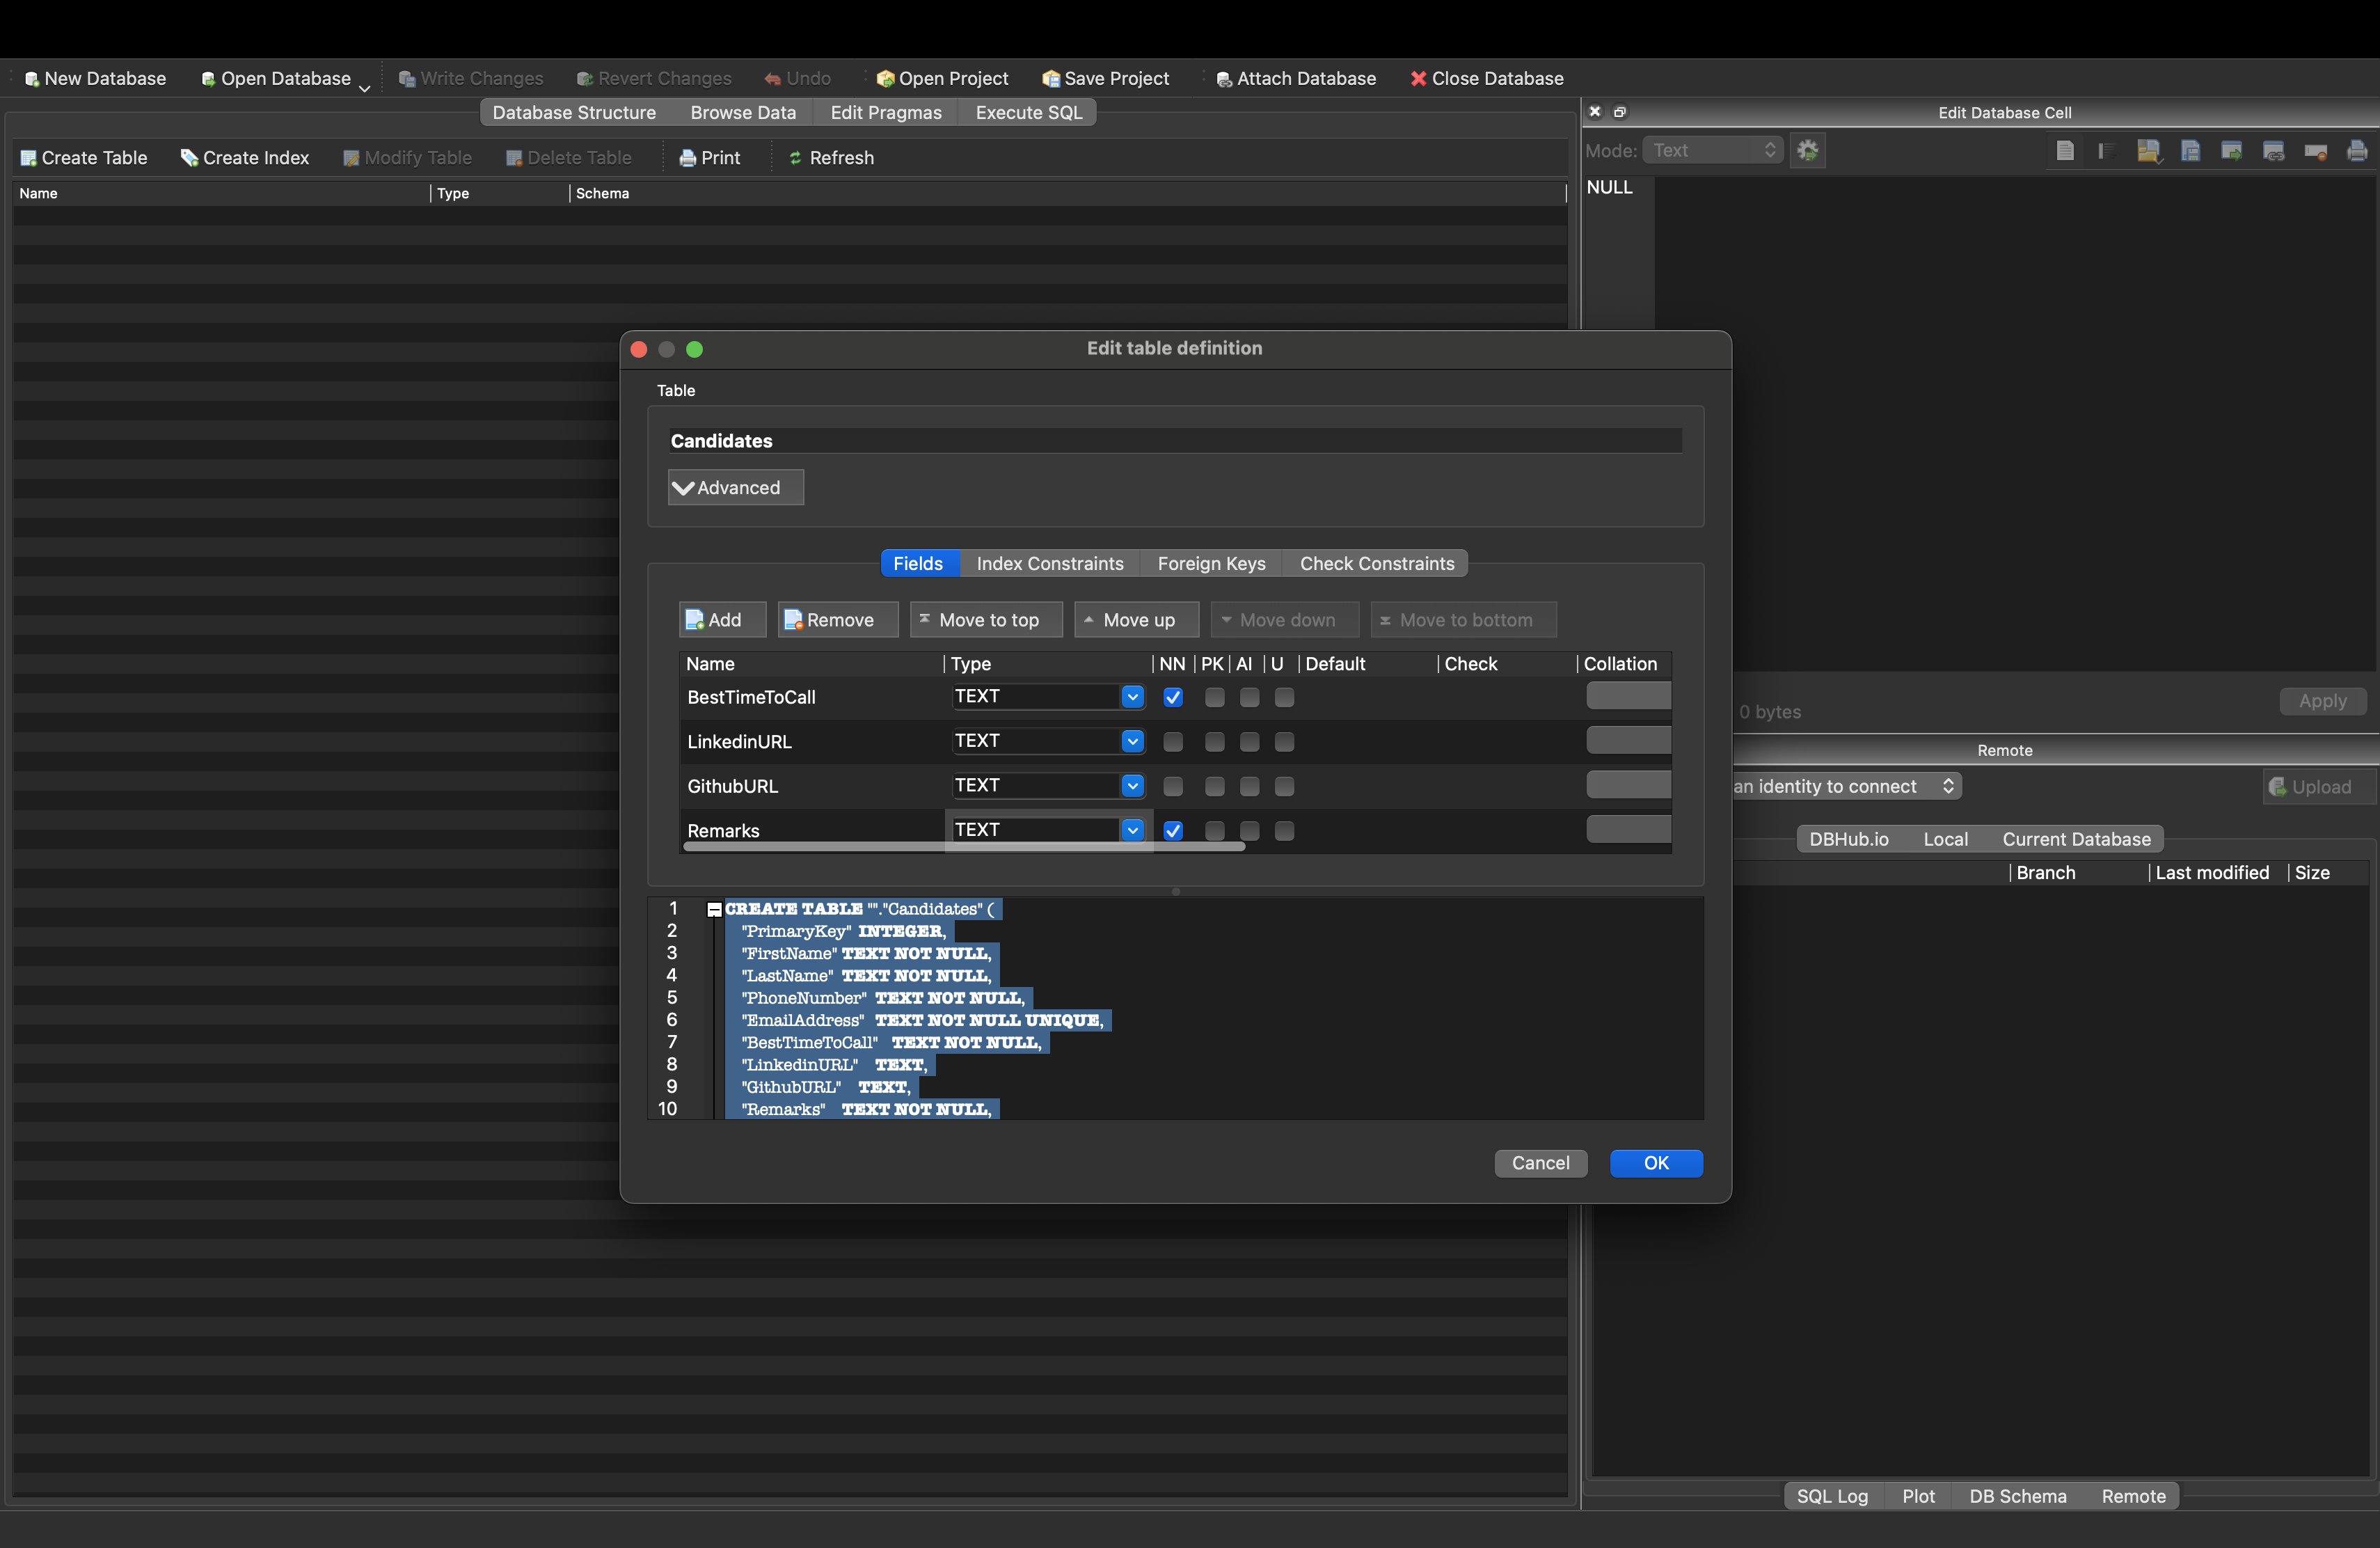 New Database Open Database Write Changes Revert Changes Undo Open Project Save Project Attach Database Close Database
Database Structure Browse Data Edit Pragmas Execute SQL
Create Table Create Index Modify Table Delete Table Print Refresh
Name Type Schema
Edit Database Cell
Mode: Text
NULL
Edit table definition
Table
Candidates
Advanced
Fields Index Constraints Foreign Keys Check Constraints
Add Remove Move to top Move up Move down Move to bottom
Name Type NN PK AI U Default Check Collation
BestTimeToCall TEXT
LinkedinURL TEXT
GithubURL TEXT
Remarks TEXT
1 CREATE TABLE ""."Candidates" (
2 "PrimaryKey" INTEGER,
3 "FirstName" TEXT NOT NULL,
4 "LastName" TEXT NOT NULL,
5 "PhoneNumber" TEXT NOT NULL,
6 "EmailAddress" TEXT NOT NULL UNIQUE,
7 "BestTimeToCall" TEXT NOT NULL,
8 "LinkedinURL" TEXT,
9 "GithubURL" TEXT,
10 "Remarks" TEXT NOT NULL,
Cancel OK
0 bytes
Apply
Remote
an identity to connect
Upload
DBHub.io Local Current Database
Branch Last modified Size
SQL Log Plot DB Schema Remote